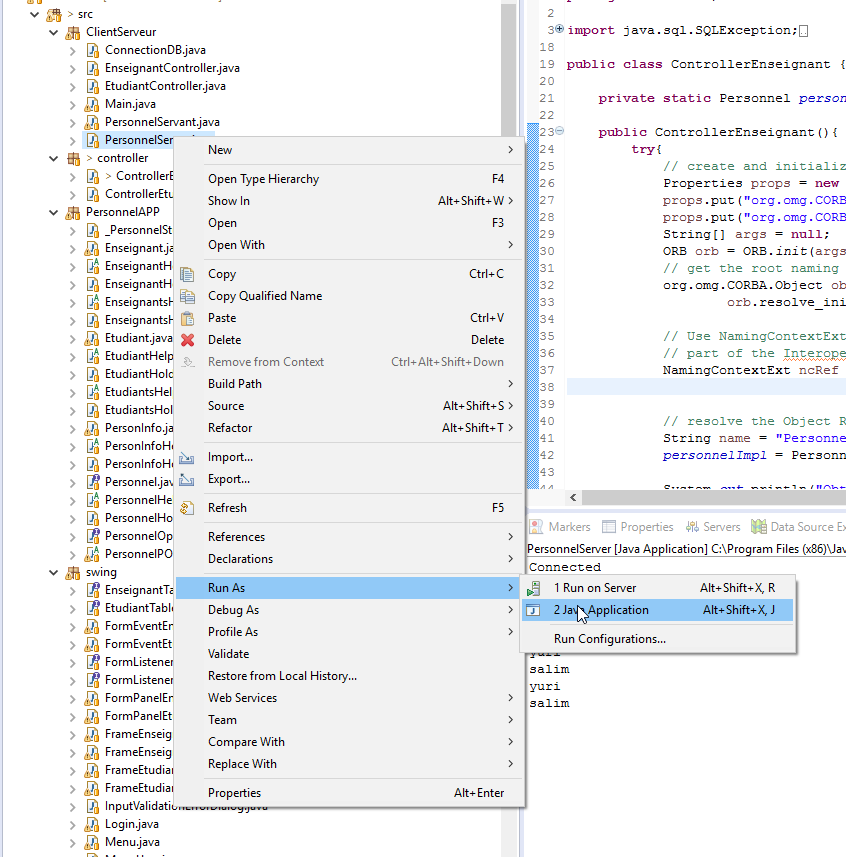 > src
ClientServeur
ConnectionDB.java
EnseignantController.java
EtudiantController.java
Main.java
PersonnelServant.java
PersonnelSer
> controller
> Controller
ControllerEtu
PersonnelAPP
_PersonnelSt
Enseignant.ja
EnseignantH
EnseignantH
EnseignantsH
EnseignantsH
Etudiant.java
EtudiantHelp
EtudiantHold
EtudiantsHel
EtudiantsHol
PersonInfo.ja
PersonInfoHe
PersonInfoHo
Personnel.jav
PersonnelHe
PersonnelHo
PersonnelOp
PersonnelPO
swing
EnseignantTa
EtudiantTable
FormEventEn
FormEventEt
FormListener
FormListener
FormPanelEn
FormPanelEt
FrameEnseig
FrameEnseig
FrameEtudia
FrameEtudia
InputValidationErrorDialog.java
Login.java
Menu.java
New
Open Type Hierarchy F4
Show In Alt+Shift+W
Open F3
Open With
Copy Ctrl+C
Copy Qualified Name
Paste Ctrl+V
Delete Delete
Remove from Context Ctrl+Alt+Shift+Down
Build Path
Source Alt+Shift+S
Refactor Alt+Shift+T
Import...
Export...
Refresh F5
References
Declarations
Run As
Debug As
Profile As
Validate
Restore from Local History...
Web Services
Team
Compare With
Replace With
Properties Alt+Enter
1 Run on Server Alt+Shift+X, R
2 Java Application Alt+Shift+X, J
Run Configurations...
2
3 import java.sql.SQLException;
18
19 public class ControllerEnseignant {
20
21 private static Personnel person
22
23 public ControllerEnseignant(){
24 try{
25 // create and initializ
26 Properties props = new
27 props.put("org.omg.CORB
28 props.put("org.omg.CORB
29 String[] args = null;
30 ORB orb = ORB.init(args
31 // get the root naming
32 org.omg.CORBA.Object ob
33 orb.resolve_ini
34
35 // Use NamingContextExt
36 // part of the Interope
37 NamingContextExt ncRef
38
39
40 // resolve the Object R
41 String name = "Personne
42 personnelImpl = Personn
43
44 System.out.println("Obt
Markers Properties Servers Data Source Ex
PersonnelServer [Java Application] C:\Program Files (x86)\Jav
Connected
yuri
salim
yuri
salim